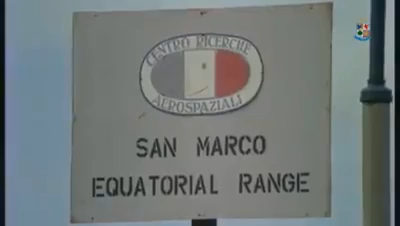 CENTRO RICERCHE
AEROSPAZIALI
SAN MARCO
EQUATORIAL RANGE